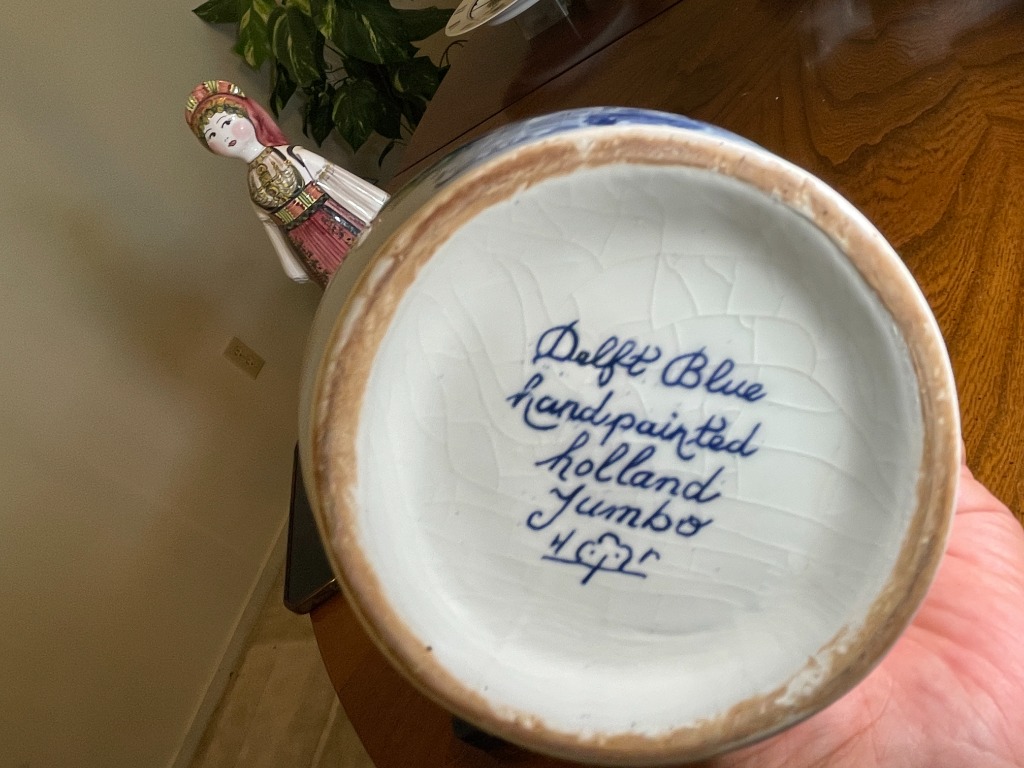 Delft Blue
handpainted
holland
Jumbo